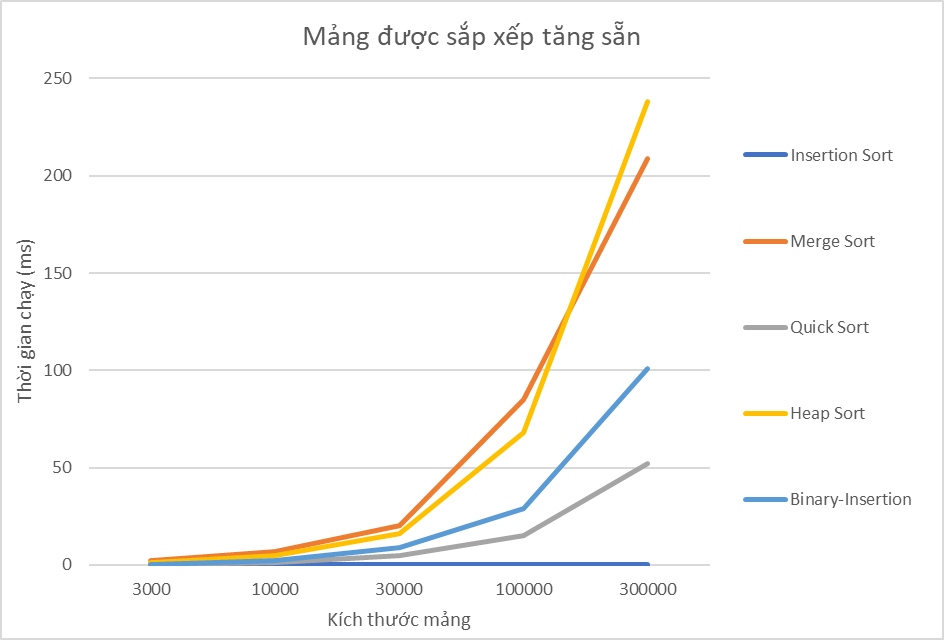 Mảng được sắp xếp tăng sẵn
250
200
150
100
50
0
Thời gian chạy (ms)
3000 10000 30000 100000 300000
Kích thước mảng
Insertion Sort
Merge Sort
Quick Sort
Heap Sort
Binary-Insertion